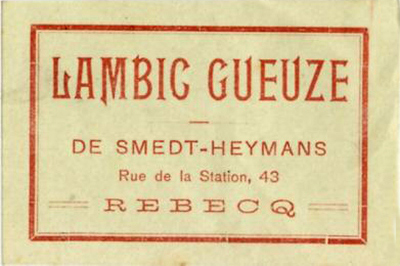 LAMBIC GUEUZE
DE SMEDT-HEYMANS
Rue de la Station, 43
REBECQ